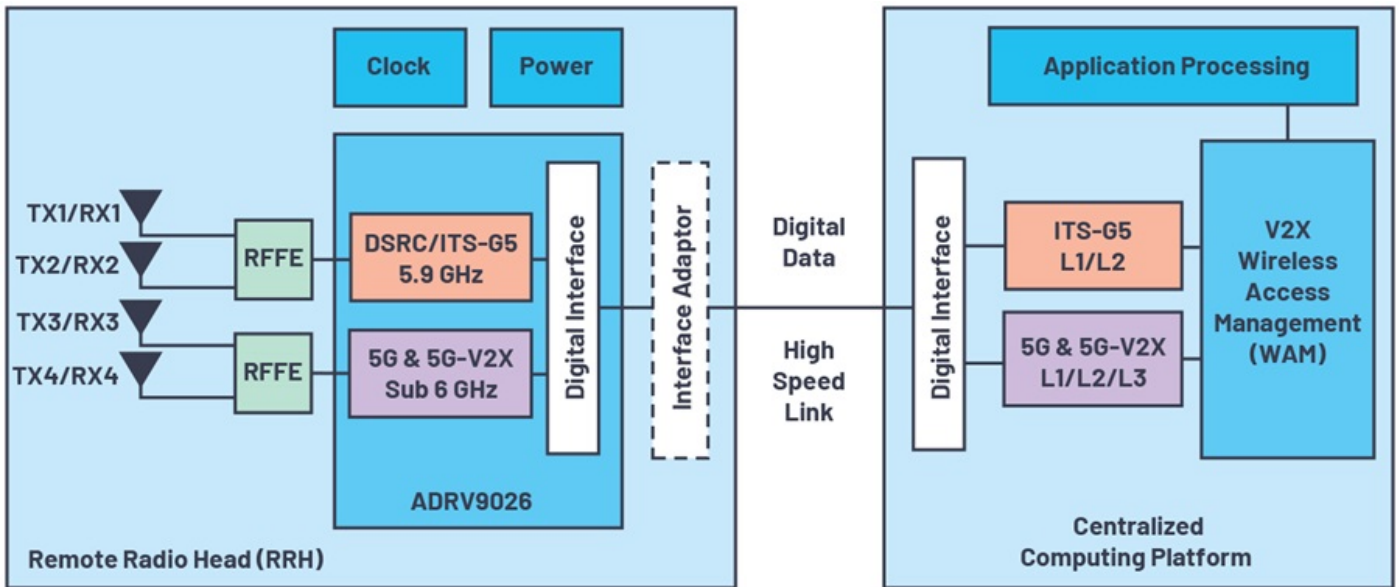 Clock
Power
TX1/RX1
TX2/RX2
TX3/RX3
TX4/RX4
RFFE
RFFE
DSRC/ITS-G5
5.9 GHz
5G & 5G-V2X
Sub 6 GHz
Digital Interface
ADRV9026
Interface Adaptor
Remote Radio Head (RRH)
Digital
Data
High
Speed
Link
Application Processing
Digital Interface
ITS-G5
L1/L2
5G & 5G-V2X
L1/L2/L3
V2X
Wireless
Access
Management
(WAM)
Centralized
Computing Platform